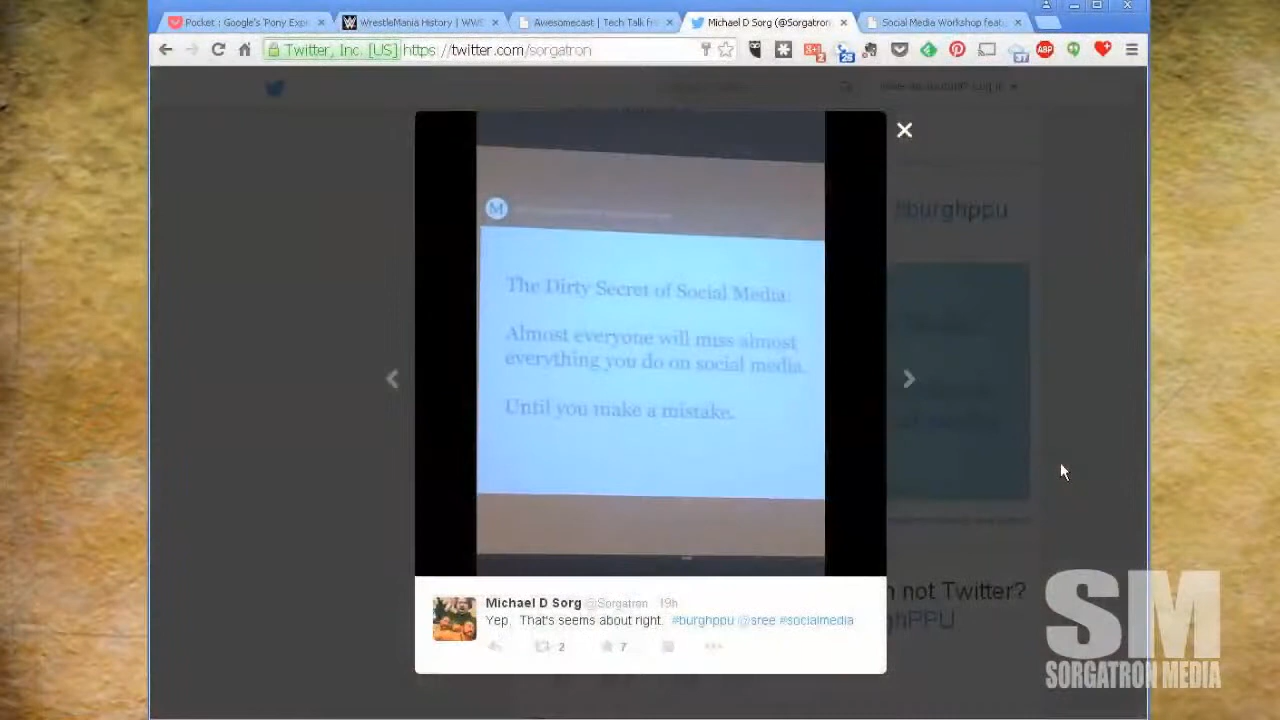 Pocket : Google's 'Pony Exp
WrestleMania History | WW
Awesomecast | Tech Talk fr
Michael D Sorg (@Sorgatron
Social Media Workshop feat
Twitter, Inc. [US] https://twitter.com/sorgatron
#burghppu
M
The Dirty Secret of Social Media:
Almost everyone will miss almost
everything you do on social media.
Until you make a mistake.
Michael D Sorg @Sorgatron 19h
Yep. That's seems about right. #burghppu @sree #socialmedia
2 7
not Twitter?
ghPPU
SM
SORGATRON MEDIA